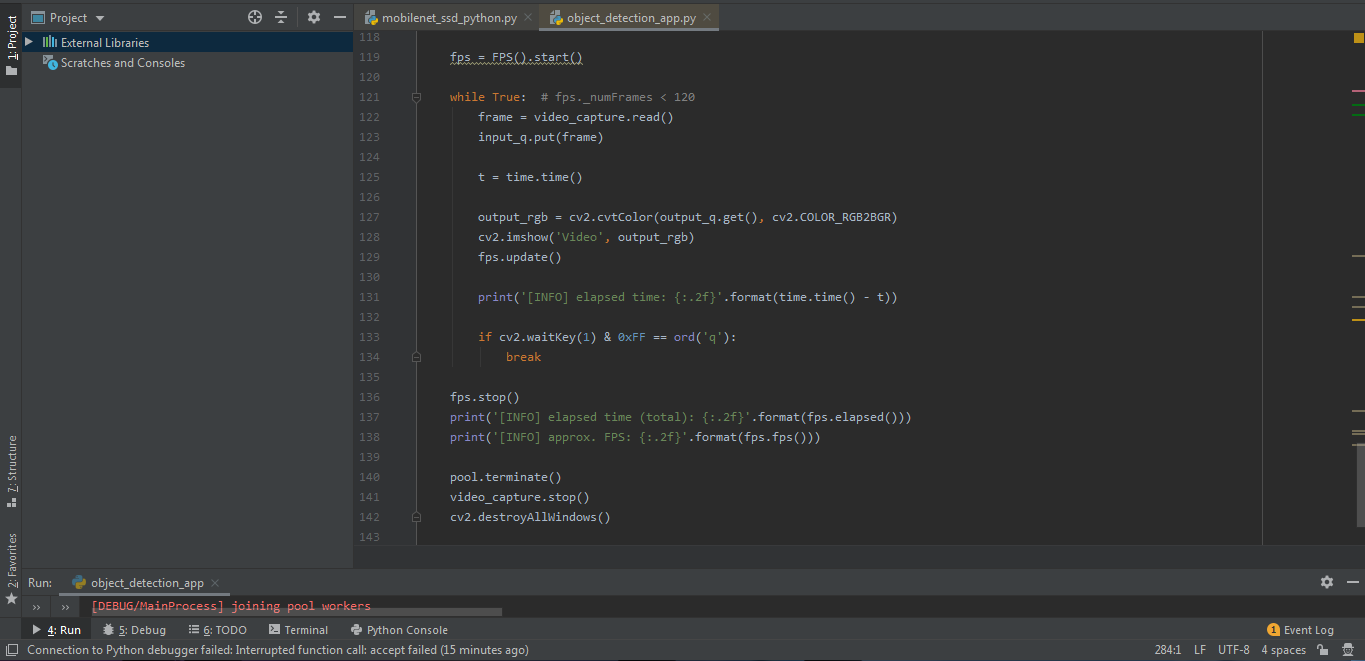 Project
mobilenet_ssd_python.py
object_detection_app.py
1: Project
External Libraries
Scratches and Consoles
118
119 fps = FPS().start()
120
121 while True:  # fps._numFrames < 120
122 frame = video_capture.read()
123 input_q.put(frame)
124
125 t = time.time()
126
127 output_rgb = cv2.cvtColor(output_q.get(), cv2.COLOR_RGB2BGR)
128 cv2.imshow('Video', output_rgb)
129 fps.update()
130
131 print('[INFO] elapsed time: {:.2f}'.format(time.time() - t))
132
133 if cv2.waitKey(1) & 0xFF == ord('q'):
134 break
135
136 fps.stop()
137 print('[INFO] elapsed time (total): {:.2f}'.format(fps.elapsed()))
138 print('[INFO] approx. FPS: {:.2f}'.format(fps.fps()))
139
140 pool.terminate()
141 video_capture.stop()
142 cv2.destroyAllWindows()
143
7: Structure
2: Favorites
Run: object_detection_app
[DEBUG/MainProcess] joining pool workers
4: Run 5: Debug 6: TODO Terminal Python Console 1 Event Log
Connection to Python debugger failed: Interrupted function call: accept failed (15 minutes ago) 284:1 LF UTF-8 4 spaces